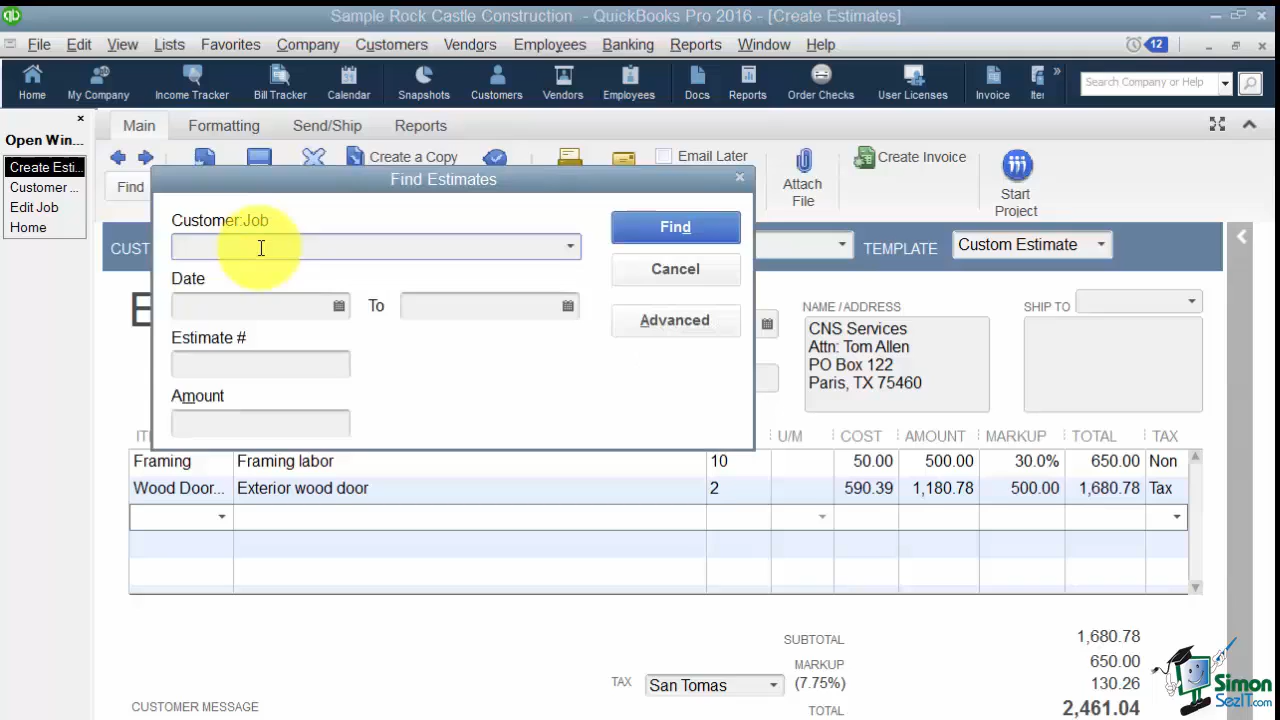 Sample Rock Castle Construction - QuickBooks Pro 2016 - [Create Estimates]
File Edit View Lists Favorites Company Customers Vendors Employees Banking Reports Window Help
12
Home My Company Income Tracker Bill Tracker Calendar Snapshots Customers Vendors Employees Docs Reports Order Checks User Licenses Invoice Iter
Search Company or Help
Open Win...
Create Esti...
Customer ...
Edit Job
Home
Main Formatting Send/Ship Reports
Find
Create a Copy
Email Later
Attach File
Create Invoice
Start Project
Find Estimates
Customer:Job
Date
To
Estimate #
Amount
Find
Cancel
Advanced
CUST
TEMPLATE Custom Estimate
E
NAME / ADDRESS
CNS Services
Attn: Tom Allen
PO Box 122
Paris, TX 75460
SHIP TO
ITE U/M COST AMOUNT MARKUP TOTAL TAX
Framing Framing labor 10 50.00 500.00 30.0% 650.00 Non
Wood Door... Exterior wood door 2 590.39 1,180.78 500.00 1,680.78 Tax
SUBTOTAL 1,680.78
MARKUP 650.00
TAX San Tomas (7.75%) 130.26
TOTAL 2,461.04
CUSTOMER MESSAGE
Simon
SezIT.com